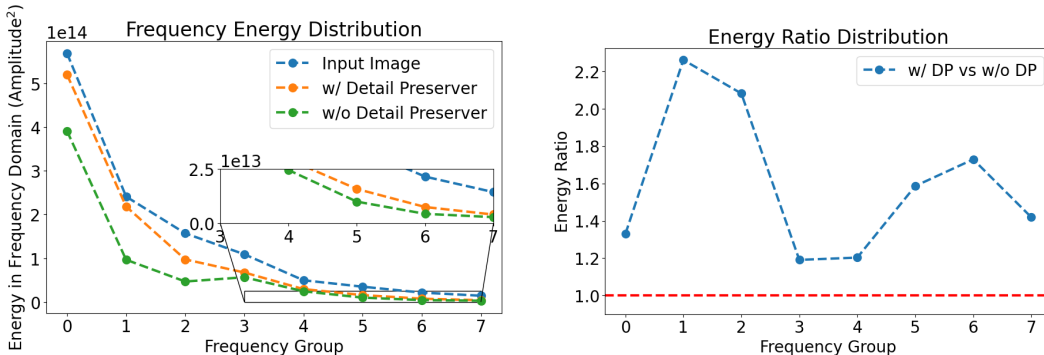 Frequency Energy Distribution
1e14
Energy in Frequency Domain (Amplitude²)
5
4
3
2
1
0
Input Image
w/ Detail Preserver
w/o Detail Preserver
1e13
2.5
0.0
3 4 5 6 7
0 1 2 3 4 5 6 7
Frequency Group
Energy Ratio Distribution
Energy Ratio
2.2
2.0
1.8
1.6
1.4
1.2
1.0
w/ DP vs w/o DP
0 1 2 3 4 5 6 7
Frequency Group